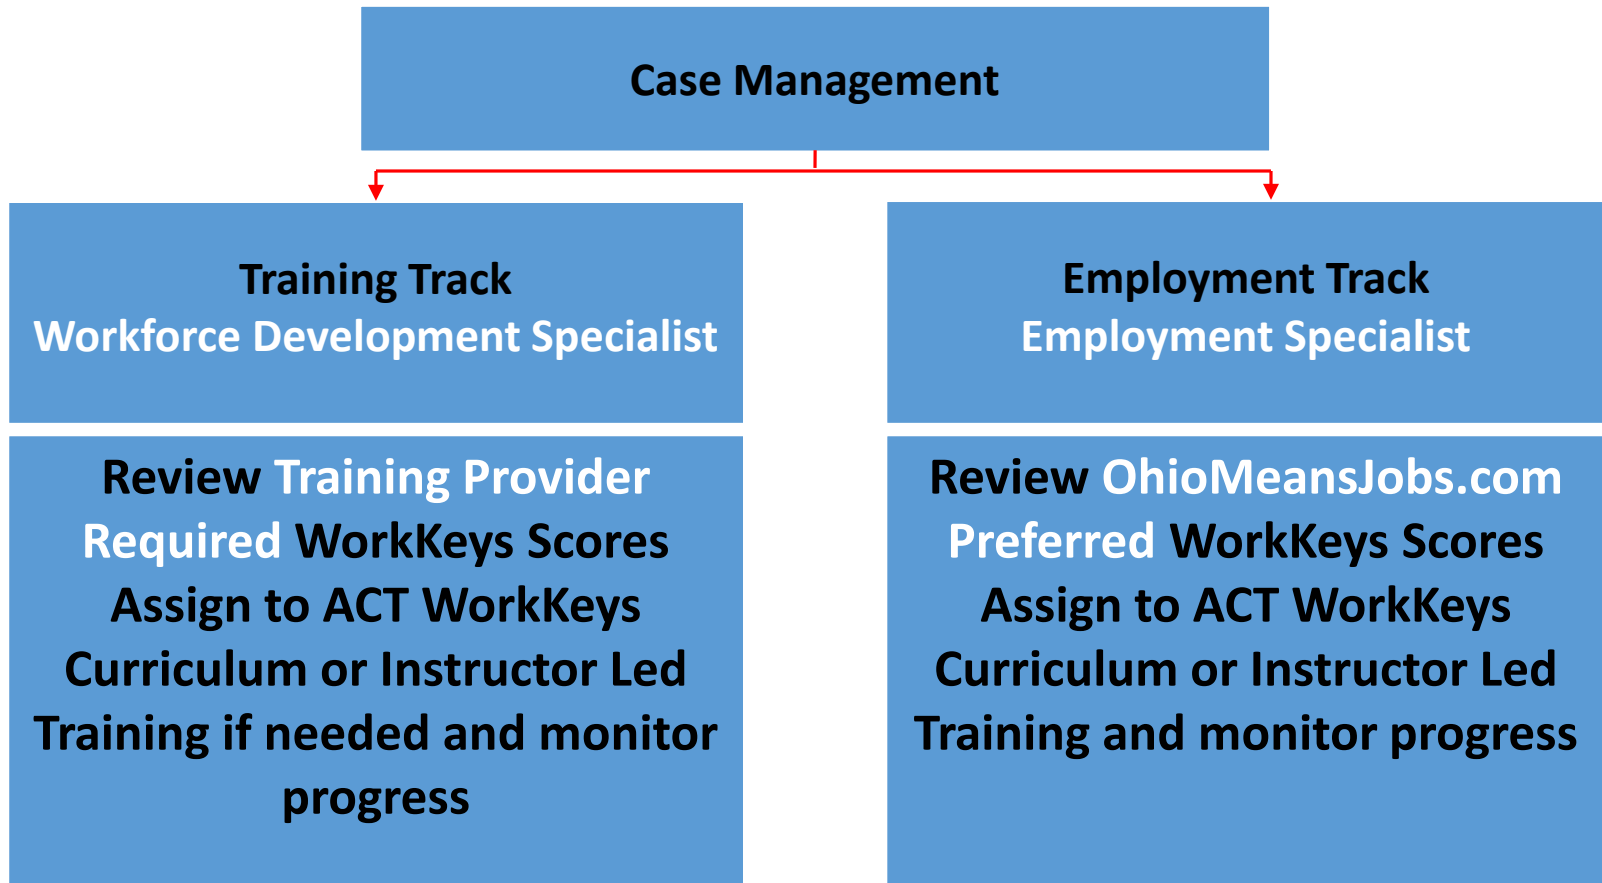 Case Management
Training Track
Workforce Development Specialist
Employment Track
Employment Specialist
Review Training Provider
Required WorkKeys Scores
Assign to ACT WorkKeys
Curriculum or Instructor Led
Training if needed and monitor
progress
Review OhioMeansJobs.com
Preferred WorkKeys Scores
Assign to ACT WorkKeys
Curriculum or Instructor Led
Training and monitor progress